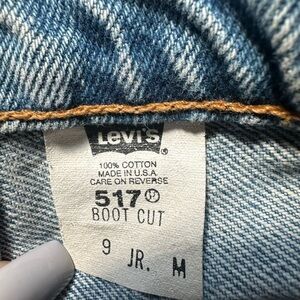 Levi's ®
100% COTTON
MADE IN U.S.A.
CARE ON REVERSE
517 Ⓗ
BOOT CUT
9 JR. M